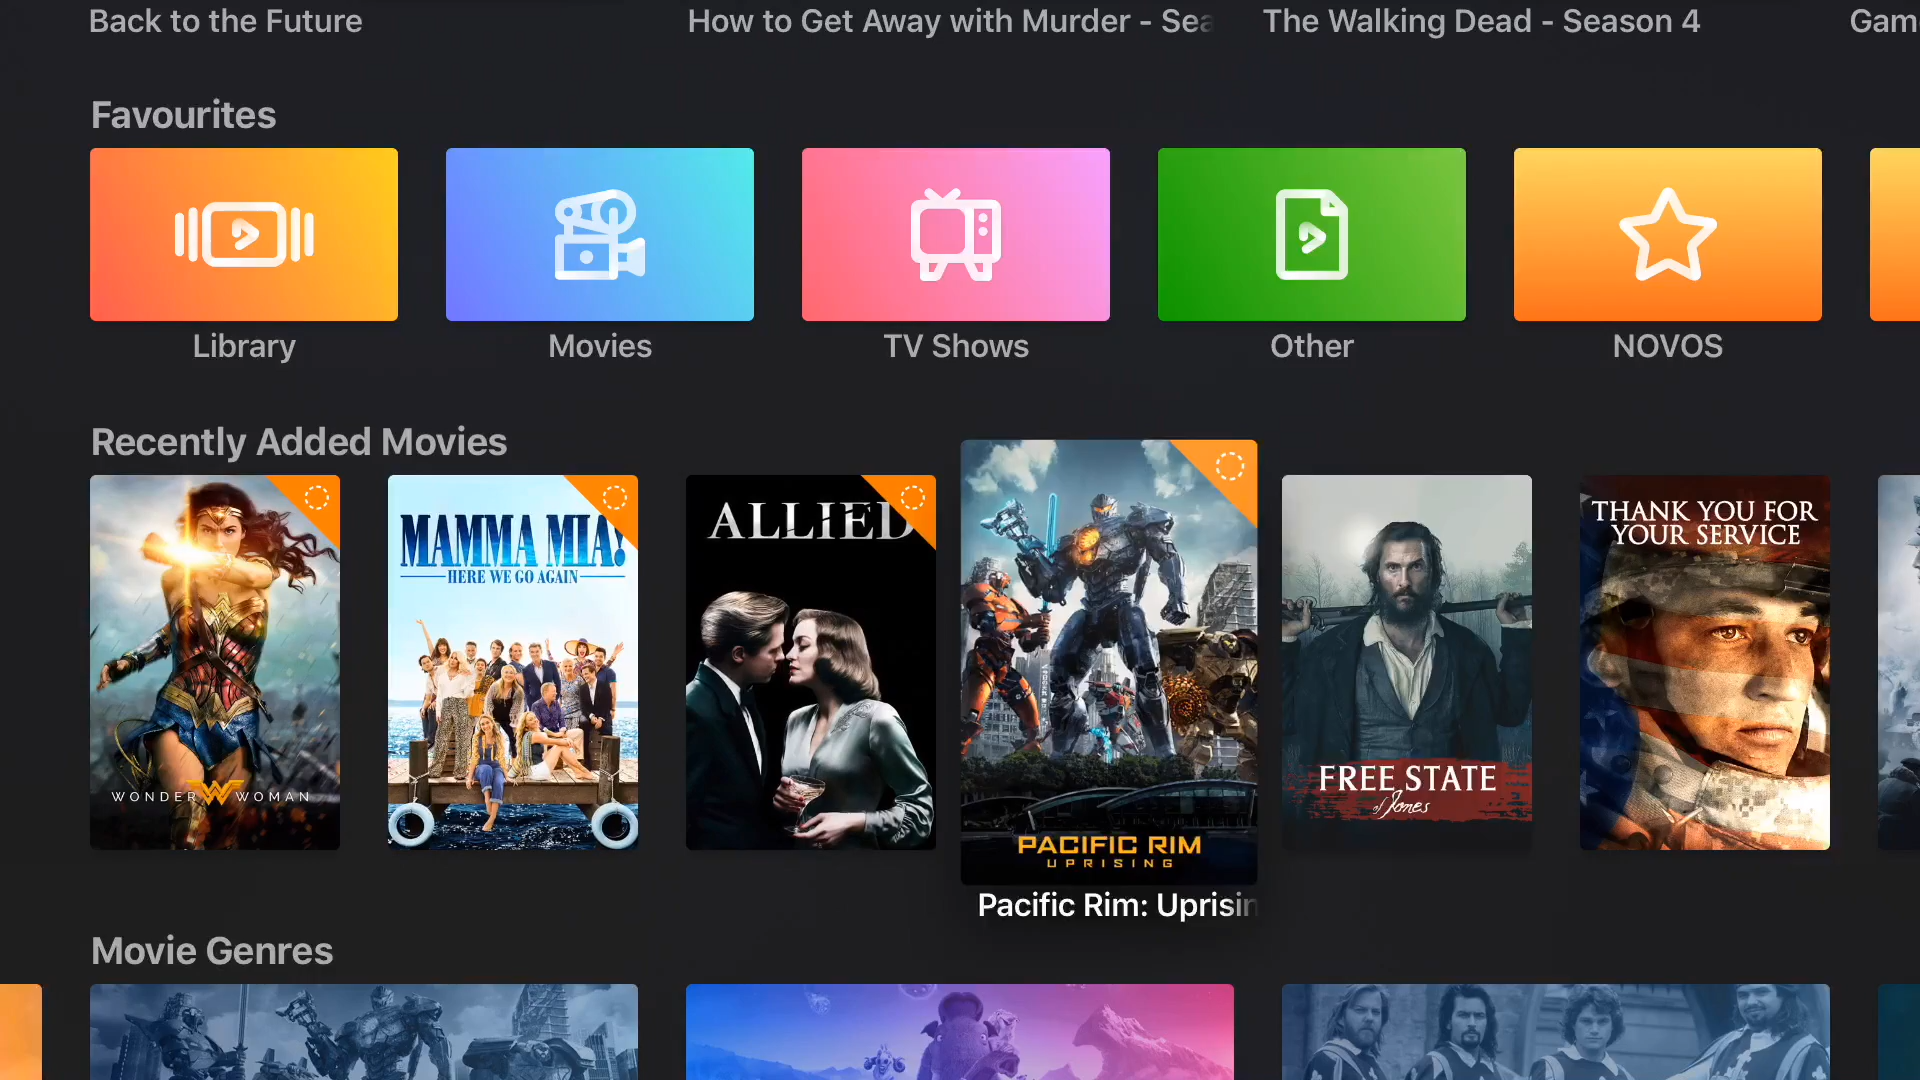 Back to the Future
How to Get Away with Murder - Sea
The Walking Dead - Season 4
Gam
Favourites
Library
Movies
TV Shows
Other
NOVOS
Recently Added Movies
WONDER WOMAN
MAMMA MIA!
HERE WE GO AGAIN
ALLIED
PACIFIC RIM
UPRISING
Pacific Rim: Uprisin
FREE STATE
of Jones
THANK YOU FOR
YOUR SERVICE
Movie Genres